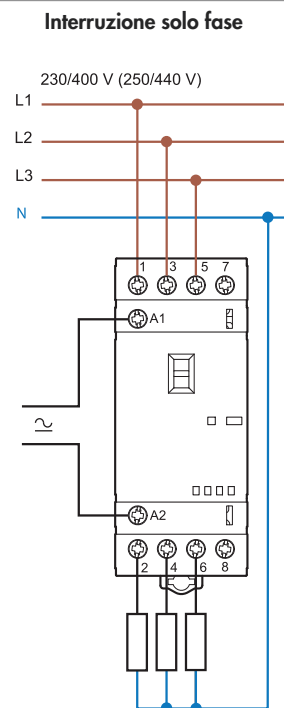 Interruzione solo fase
230/400 V (250/440 V)
L1
L2
L3
N
1 3 5 7
A1
A2
2 4 6 8